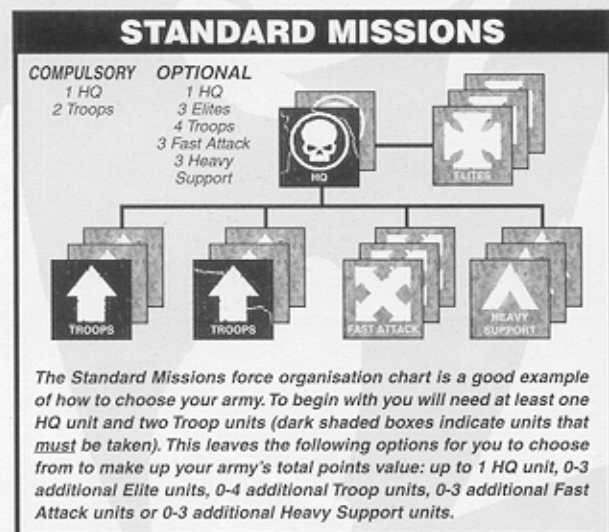 STANDARD MISSIONS
COMPULSORY
1 HQ
2 Troops
OPTIONAL
1 HQ
3 Elites
4 Troops
3 Fast Attack
3 Heavy
Support
HQ
ELITES
TROOPS
TROOPS
FAST ATTACK
HEAVY
SUPPORT
The Standard Missions force organisation chart is a good example
of how to choose your army. To begin with you will need at least one
HQ unit and two Troop units (dark shaded boxes indicate units that
must be taken). This leaves the following options for you to choose
from to make up your army's total points value: up to 1 HQ unit, 0-3
additional Elite units, 0-4 additional Troop units, 0-3 additional Fast
Attack units or 0-3 additional Heavy Support units.